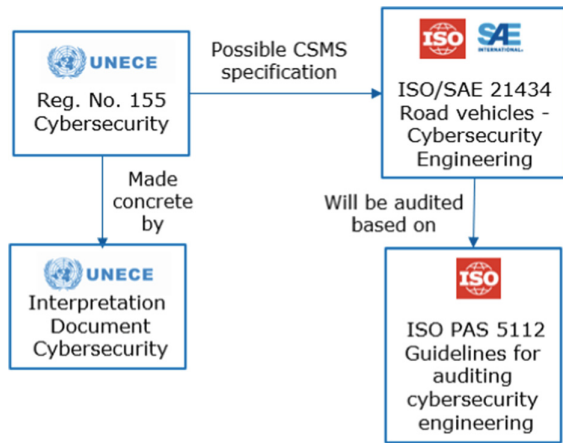 UNECE
Reg. No. 155
Cybersecurity
Possible CSMS
specification
ISO SAE
INTERNATIONAL
ISO/SAE 21434
Road vehicles -
Cybersecurity
Engineering
Made
concrete
by
Will be audited
based on
UNECE
Interpretation
Document
Cybersecurity
ISO
ISO PAS 5112
Guidelines for
auditing
cybersecurity
engineering